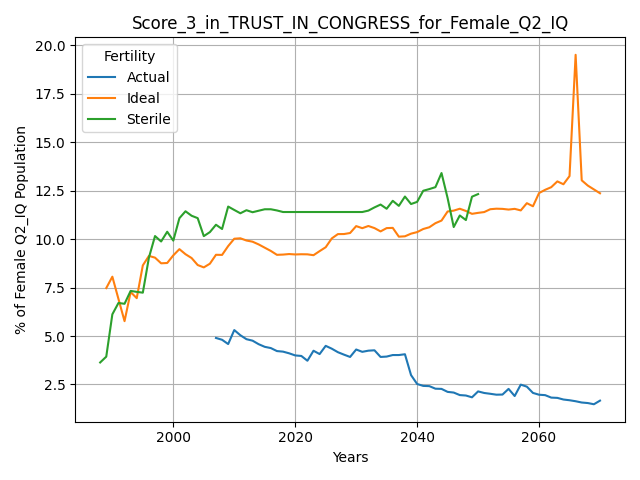 Score_3_in_TRUST_IN_CONGRESS_for_Female_Q2_IQ
% of Female Q2_IQ Population
20.0
17.5
15.0
12.5
10.0
7.5
5.0
2.5
Fertility
Actual
Ideal
Sterile
2000
2020
2040
2060
Years